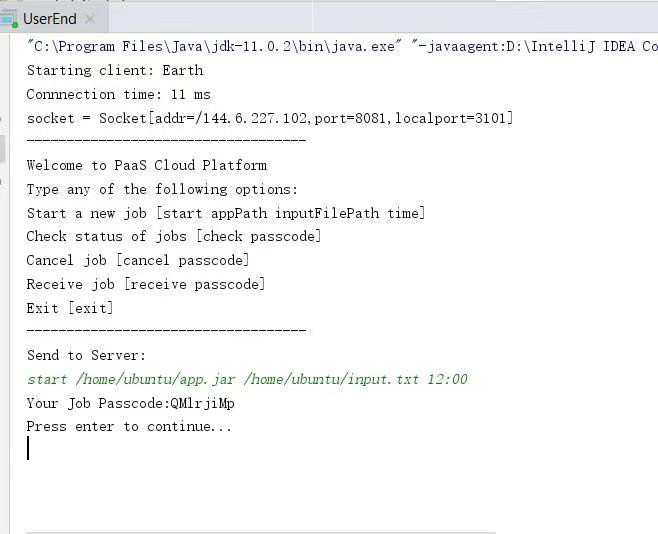 UserEnd
"C:\Program Files\Java\jdk-11.0.2\bin\java.exe" "-javaagent:D:\IntelliJ IDEA Co
Starting client: Earth
Connnection time: 11 ms
socket = Socket[addr=/144.6.227.102,port=8081,localport=3101]
-----------------------------------
Welcome to PaaS Cloud Platform
Type any of the following options:
Start a new job [start appPath inputFilePath time]
Check status of jobs [check passcode]
Cancel job [cancel passcode]
Receive job [receive passcode]
Exit [exit]
-----------------------------------
Send to Server:
start /home/ubuntu/app.jar /home/ubuntu/input.txt 12:00
Your Job Passcode:QMlrjiMp
Press enter to continue...